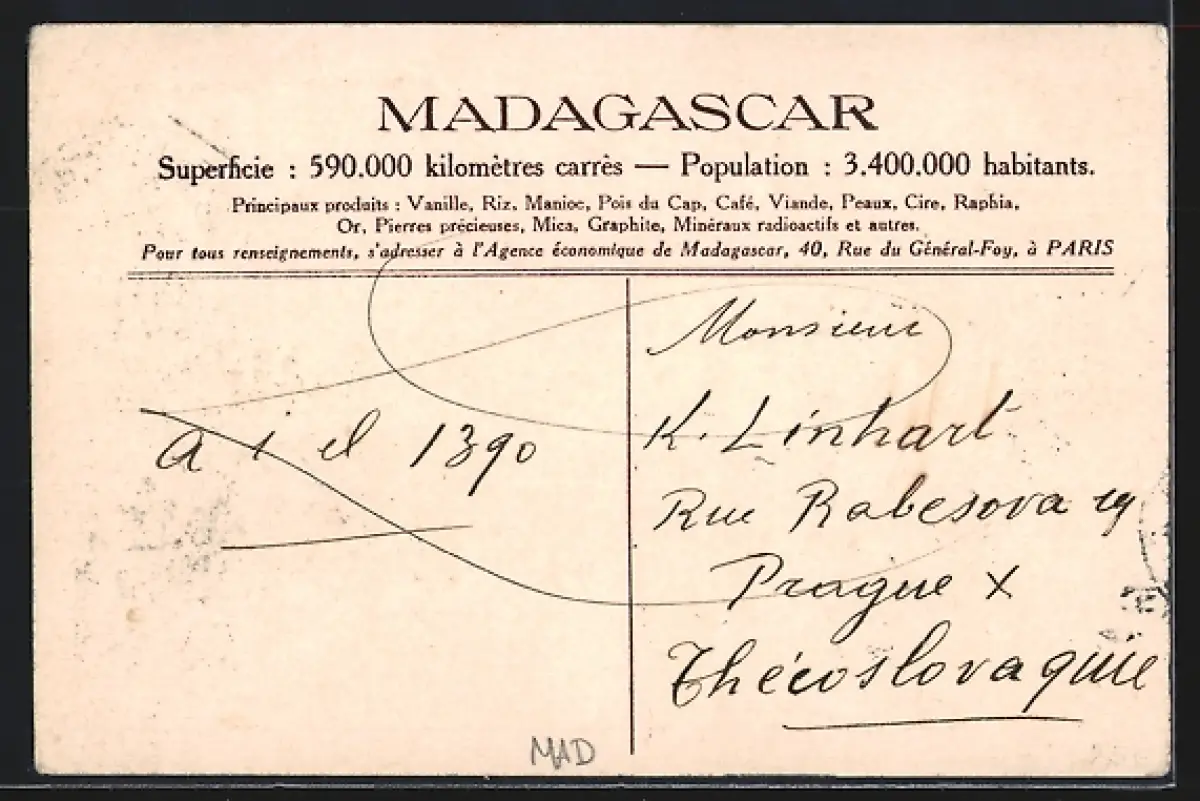 MADAGASCAR
Superficie : 590.000 kilomètres carrès — Population : 3.400.000 habitants.
Principaux produits : Vanille, Riz, Manioc, Pois du Cap, Café, Viande, Peaux, Cire, Raphia,
Or, Pierres précieuses, Mica, Graphite, Minéraux radioactifs et autres.
Pour tous renseignements, s'adresser à l'Agence économique de Madagascar, 40, Rue du Général-Foy, à PARIS
a i el 1390
Monsieur
K. Linhart
Rue Rabesova 19
Prague X
Thécoslovaquie
MAD